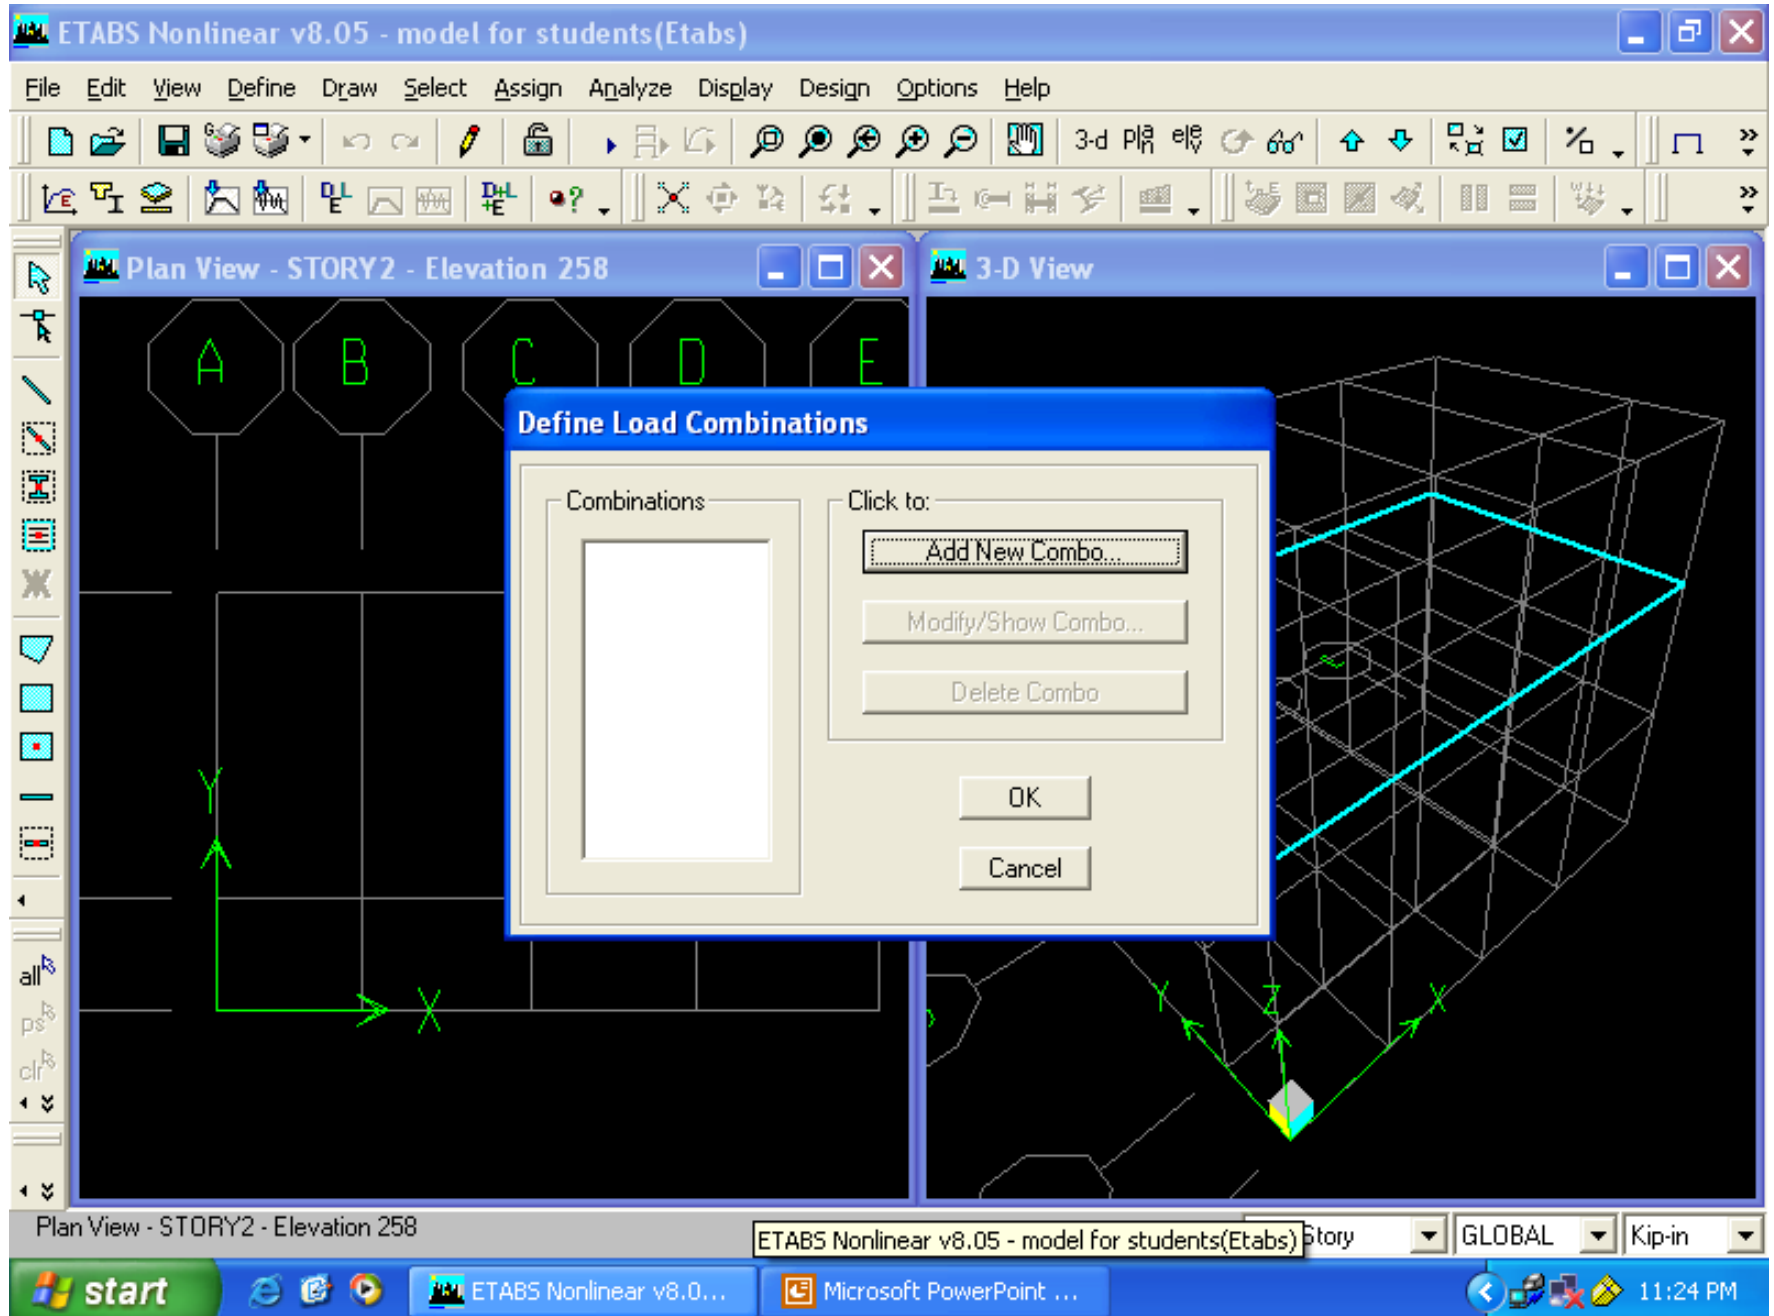 ETABS Nonlinear v8.05 - model for students(Etabs)
File Edit View Define Draw Select Assign Analyze Display Design Options Help
3-d
E
D L E D+L +E ?
Plan View - STORY2 - Elevation 258
3-D View
A B C D E
Define Load Combinations
Combinations
Click to:
Add New Combo...
Modify/Show Combo...
Delete Combo
OK
Cancel
Y
X
Y Z X
all
ps
clr
Plan View - STORY2 - Elevation 258
ETABS Nonlinear v8.05 - model for students(Etabs)
Story
GLOBAL
Kip-in
start
ETABS Nonlinear v8.0...
Microsoft PowerPoint ...
11:24 PM